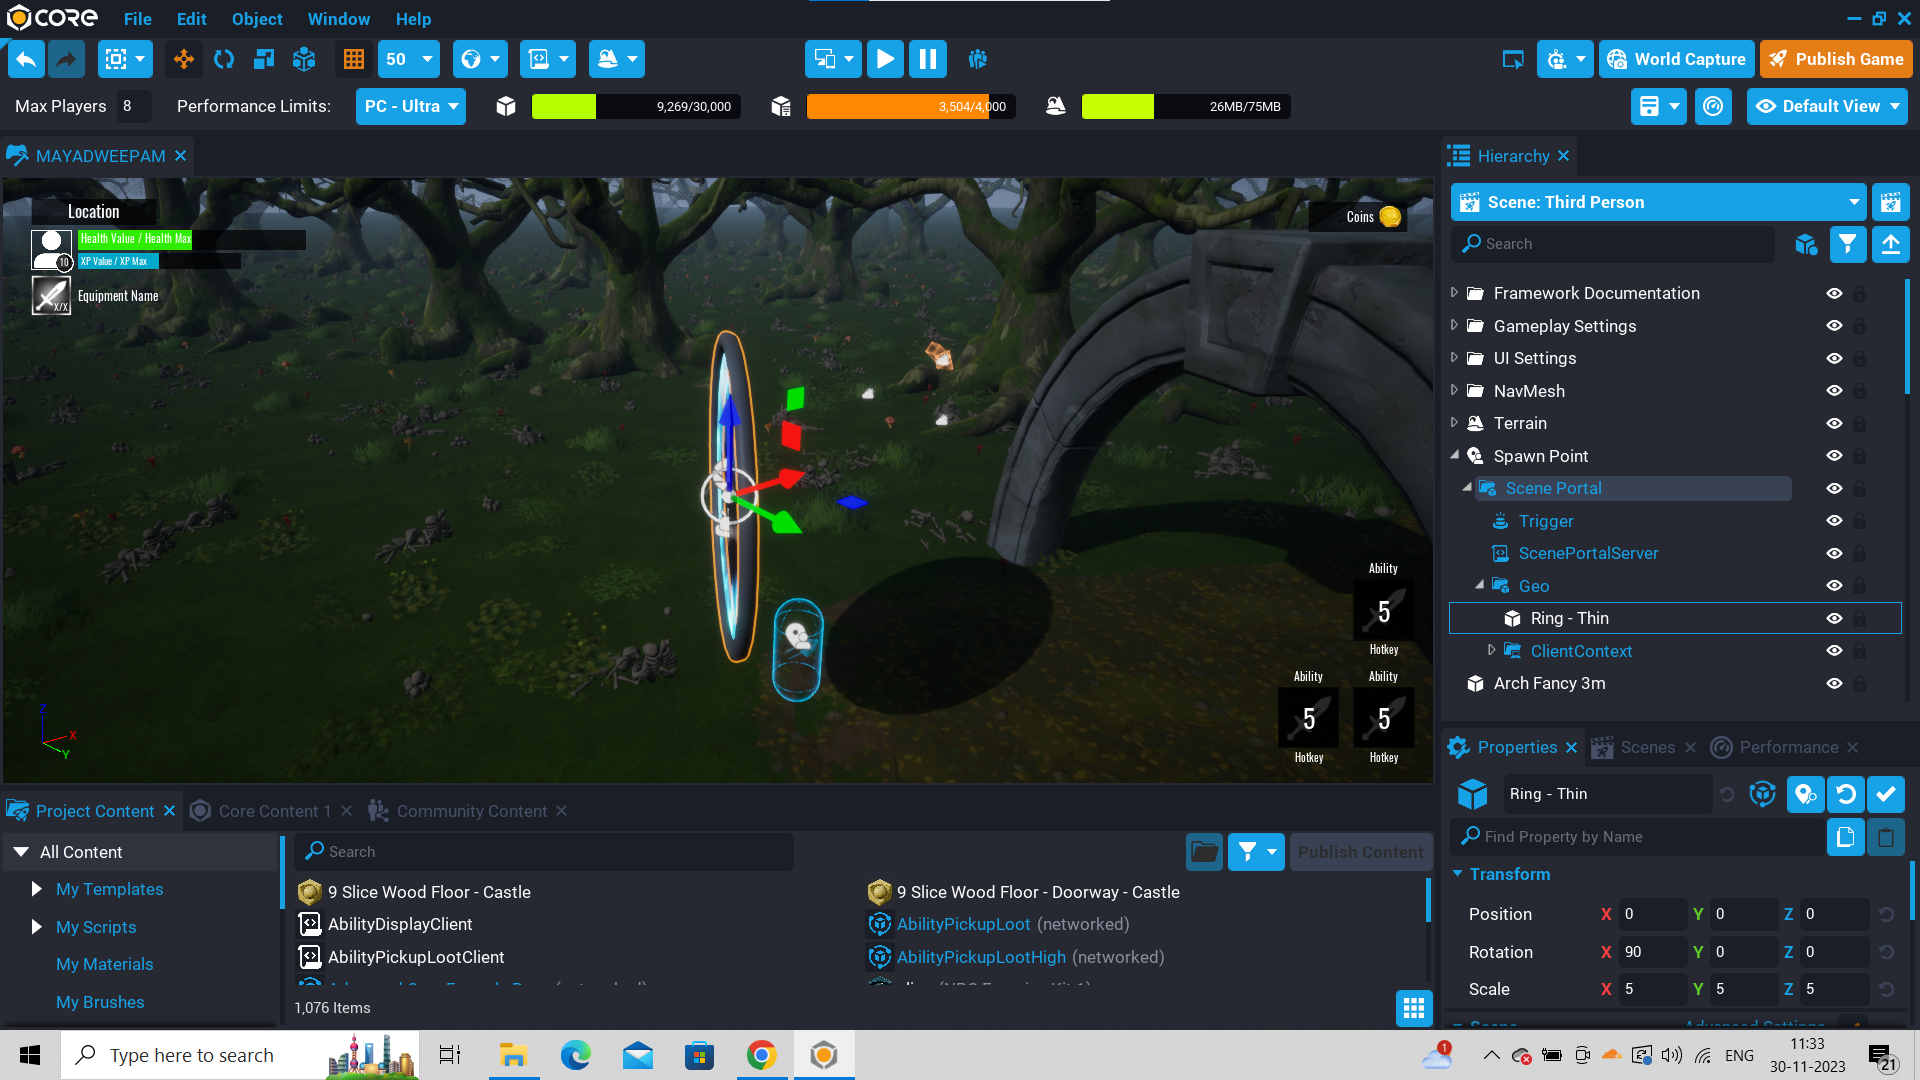 CORE File Edit Object Window Help
50 World Capture Publish Game
Max Players 8 Performance Limits: PC - Ultra 9,269/30,000 3,504/4,000 26MB/75MB Default View
MAYADWEEPAM
Location
Health Value / Health Max
XP Value / XP Max
10
X/X Equipment Name
Coins
Ability
5
Hotkey
Ability Ability
5 5
Hotkey Hotkey
Z
X
Y
Hierarchy
Scene: Third Person
Search
Framework Documentation
Gameplay Settings
UI Settings
NavMesh
Terrain
Spawn Point
Scene Portal
Trigger
ScenePortalServer
Geo
Ring - Thin
ClientContext
Arch Fancy 3m
Properties Scenes Performance
Ring - Thin
Find Property by Name
Transform
Position X 0 Y 0 Z 0
Rotation X 90 Y 0 Z 0
Scale X 5 Y 5 Z 5
Project Content Core Content 1 Community Content
All Content
My Templates
My Scripts
My Materials
My Brushes
Search Publish Content
9 Slice Wood Floor - Castle 9 Slice Wood Floor - Doorway - Castle
AbilityDisplayClient AbilityPickupLoot (networked)
AbilityPickupLootClient AbilityPickupLootHigh (networked)
1,076 Items
Type here to search
1 ENG 11:33
30-11-2023
21